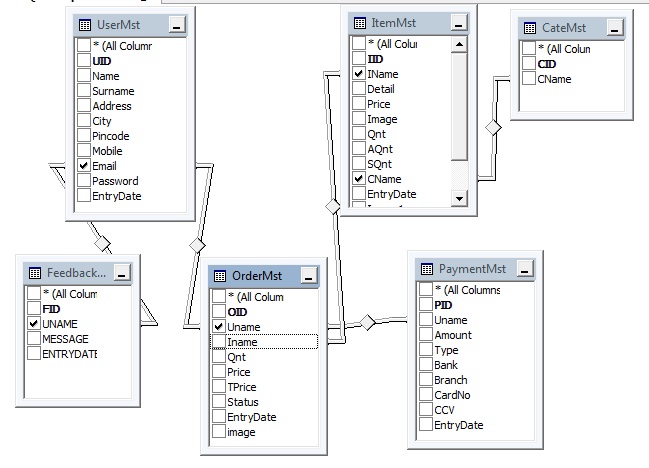 UserMst
* (All Columr
UID
Name
Surname
Address
City
Pincode
Mobile
Email
Password
EntryDate
ItemMst
* (All Colur
IID
IName
Detail
Price
Image
Qnt
AQnt
SQnt
CName
EntryDate
CateMst
* (All Colun
CID
CName
Feedback...
* (All Colum
FID
UNAME
MESSAGE
ENTRYDATE
OrderMst
* (All Colum
OID
Uname
Iname
Qnt
Price
TPrice
Status
EntryDate
image
PaymentMst
* (All Columns
PID
Uname
Amount
Type
Bank
Branch
CardNo
CCV
EntryDate